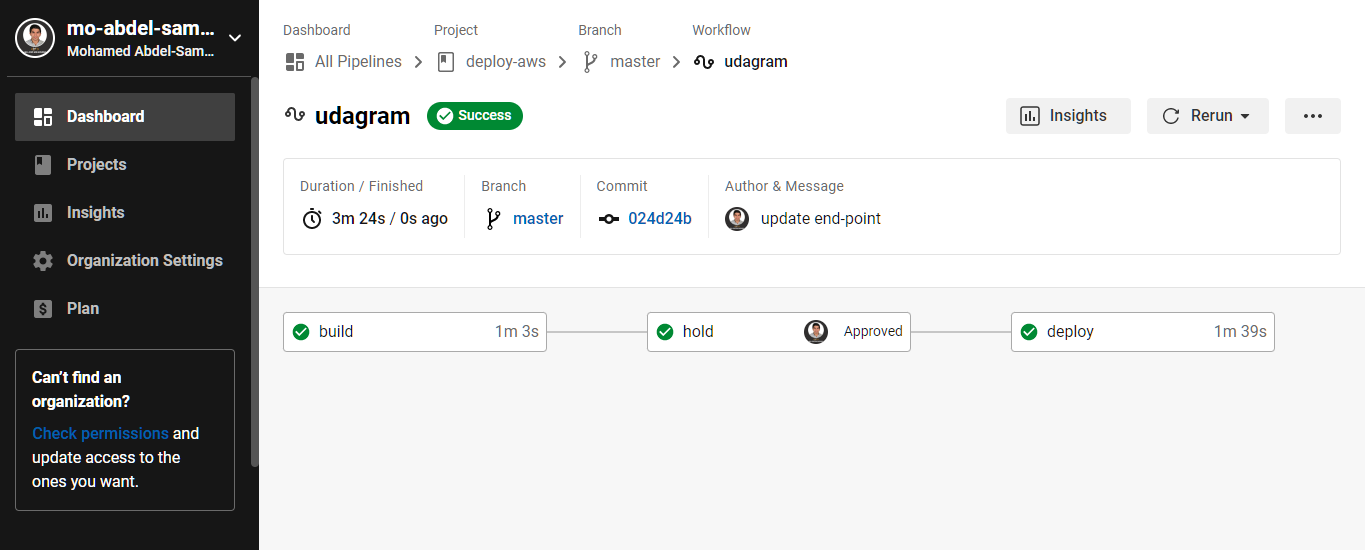 mo-abdel-sam...
Mohamed Abdel-Sam...
Dashboard
Projects
Insights
Organization Settings
Plan
Can't find an
organization?
Check permissions and
update access to the
ones you want.
Dashboard Project Branch Workflow
All Pipelines deploy-aws master udagram
udagram Success Insights Rerun ...
Duration / Finished Branch Commit Author & Message
3m 24s / 0s ago master 024d24b update end-point
build 1m 3s hold Approved deploy 1m 39s